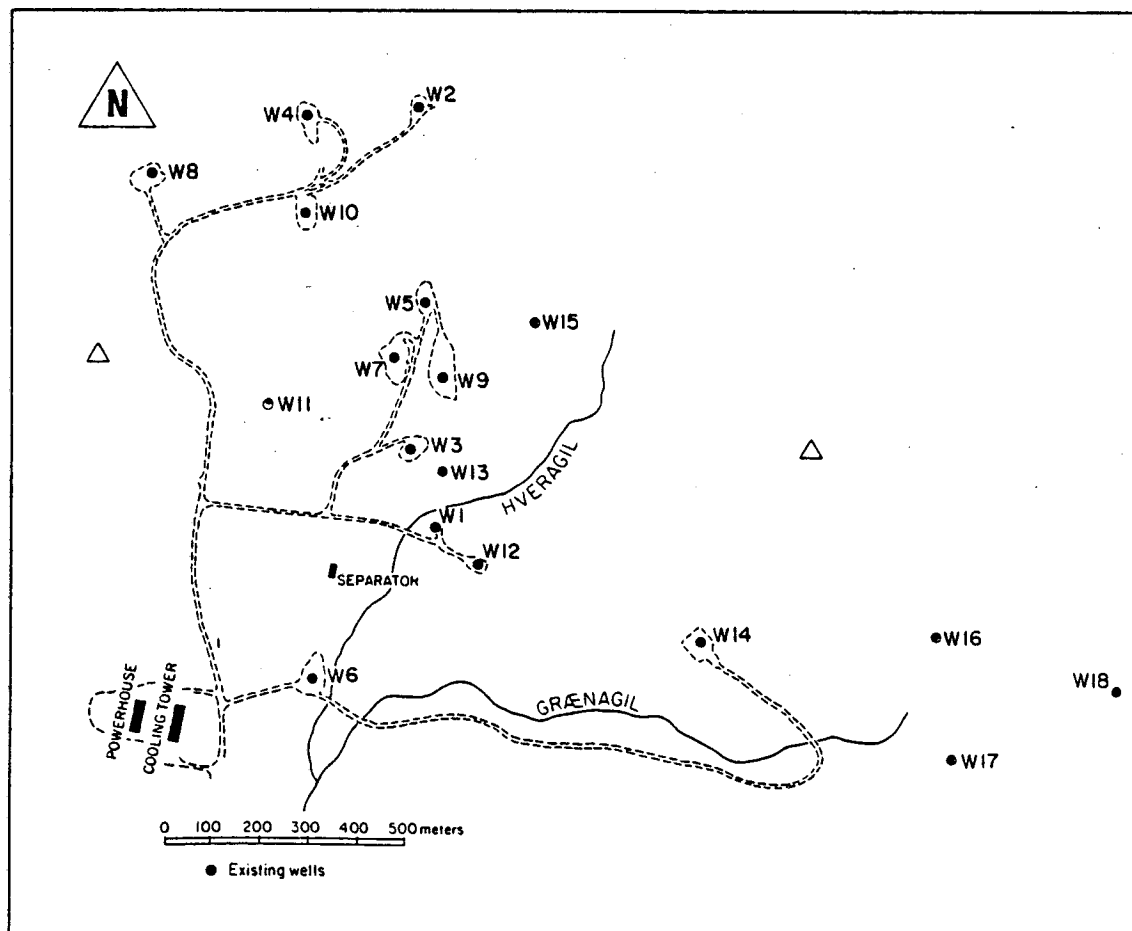 N
W4
W2
W8
W10
W5
W15
W7
W9
W11
W3
W13
HVERAGIL
W1
W12
SEPARATOR
W14
W16
W6
W18
GRÆNAGIL
POWERHOUSE
COOLING TOWER
W17
0 100 200 300 400 500 meters
Existing wells